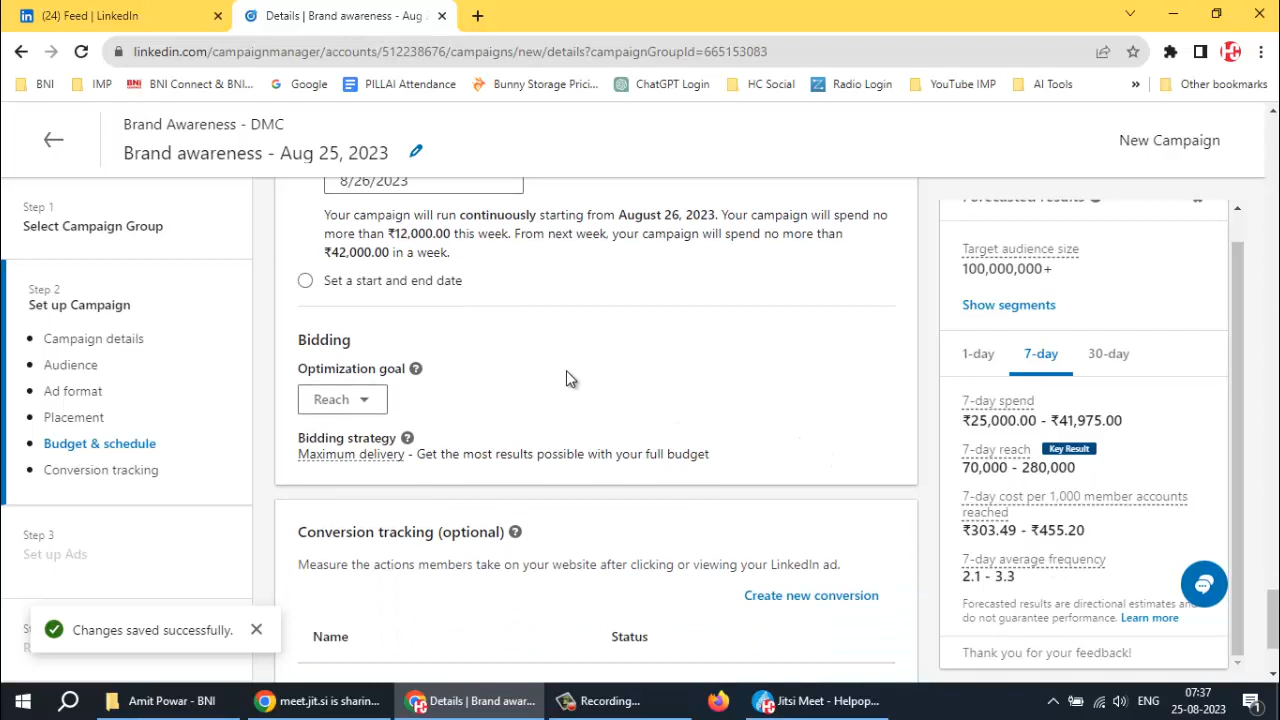 (24) Feed | LinkedIn
Details | Brand awareness - Aug
linkedin.com/campaignmanager/accounts/512238676/campaigns/new/details?campaignGroupId=665153083
BNI
IMP
BNI Connect & BNI...
Google
PILLAI Attendance
Bunny Storage Pricі...
ChatGPT Login
HC Social
Radio Login
YouTube IMP
AI Tools
»
Other bookmarks
Brand Awareness - DMC
Brand awareness - Aug 25, 2023
New Campaign
Step 1
Select Campaign Group
Step 2
Set up Campaign
Campaign details
Audience
Ad format
Placement
Budget & schedule
Conversion tracking
Step 3
Set up Ads
Changes saved successfully.
8/26/2023
Your campaign will run continuously starting from August 26, 2023. Your campaign will spend no
more than ₹12,000.00 this week. From next week, your campaign will spend no more than
₹42,000.00 in a week.
Set a start and end date
Bidding
Optimization goal
Reach
Bidding strategy
Maximum delivery - Get the most results possible with your full budget
Conversion tracking (optional)
Measure the actions members take on your website after clicking or viewing your LinkedIn ad.
Create new conversion
Name Status
Forecasted results
Target audience size
100,000,000+
Show segments
1-day 7-day 30-day
7-day spend
₹25,000.00 - ₹41,975.00
7-day reach Key Result
70,000 - 280,000
7-day cost per 1,000 member accounts
reached
₹303.49 - ₹455.20
7-day average frequency
2.1 - 3.3
Forecasted results are directional estimates and
do not guarantee performance. Learn more
Thank you for your feedback!
Amit Powar - BNI
meet.jit.si is sharin...
Details | Brand awar...
Recording...
Jitsi Meet - Helpop...
ENG
07:37
25-08-2023
1